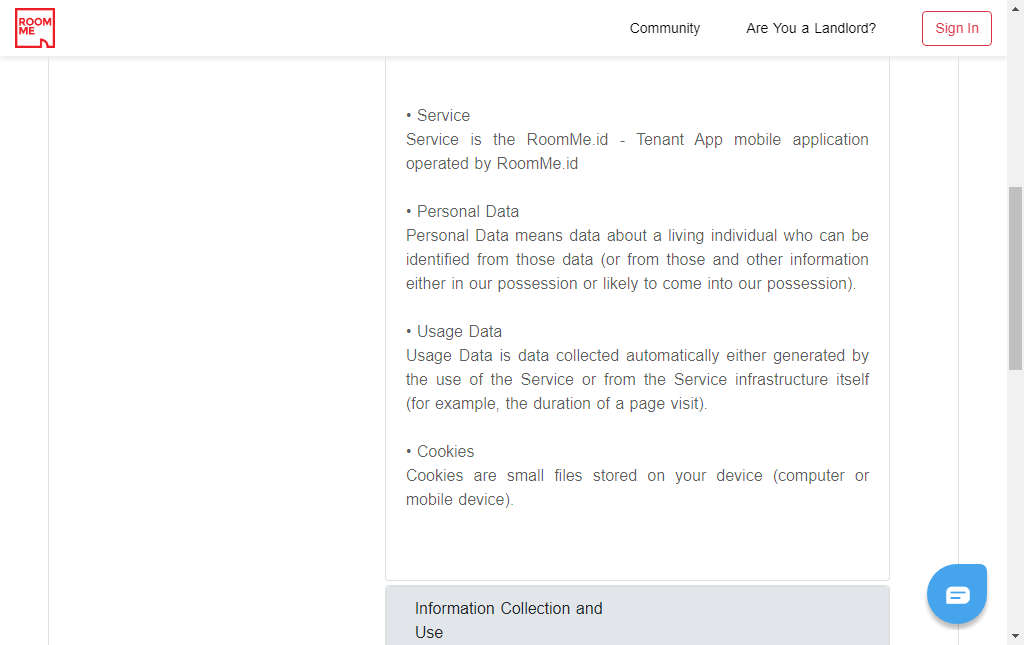 ROOM
ME
Community
Are You a Landlord?
Sign In
• Service
Service is the RoomMe.id - Tenant App mobile application
operated by RoomMe.id
• Personal Data
Personal Data means data about a living individual who can be
identified from those data (or from those and other information
either in our possession or likely to come into our possession).
• Usage Data
Usage Data is data collected automatically either generated by
the use of the Service or from the Service infrastructure itself
(for example, the duration of a page visit).
• Cookies
Cookies are small files stored on your device (computer or
mobile device).
Information Collection and
Use